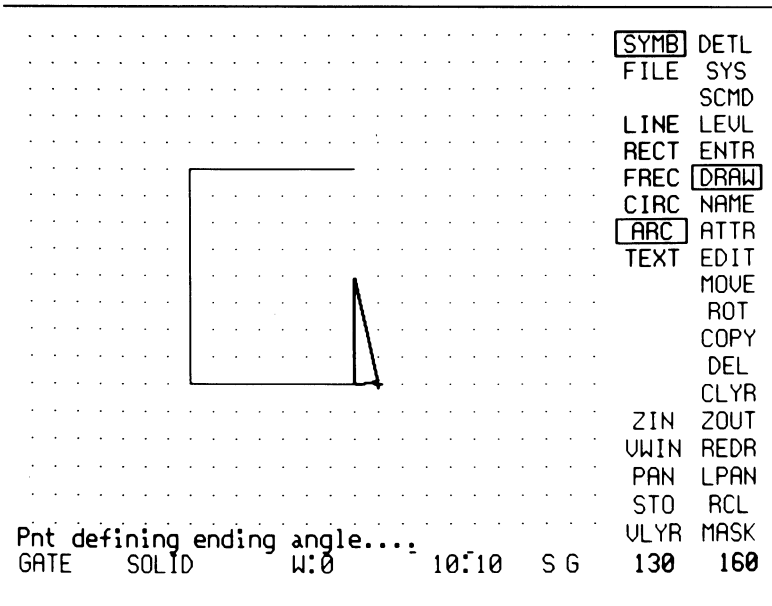 SYMB DETL
FILE SYS
SCMD
LINE LEVL
RECT ENTR
FREC DRAW
CIRC NAME
ARC ATTR
TEXT EDIT
MOVE
ROT
COPY
DEL
CLYR
ZIN ZOUT
VWIN REDR
PAN LPAN
STO RCL
VLYR MASK
Pnt defining ending angle....
GATE SOLID W:0 10:10 S G 130 160